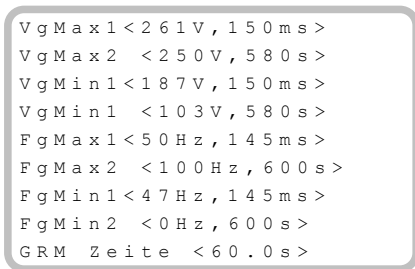 VgMax1<261V,150ms>
VgMax2 <250V,580s>
VgMin1<187V,150ms>
VgMin1 <103V,580s>
FgMax1<50Hz,145ms>
FgMax2 <100Hz,600s>
FgMin1<47Hz,145ms>
FgMin2 <0Hz,600s>
GRM Zeite <60.0s>